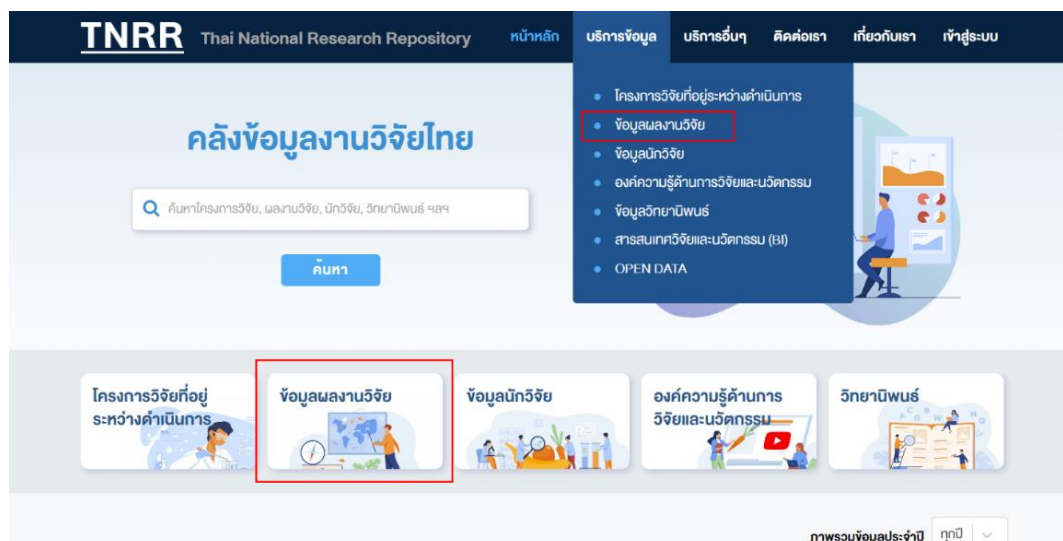 TNRR Thai National Research Repository หน้าหลัก บริการข้อมูล บริการอื่นๆ ติดต่อเรา เกี่ยวกับเรา เข้าสู่ระบบ
โครงการวิจัยที่อยู่ระหว่างดำเนินการ
ข้อมูลผลงานวิจัย
ข้อมูลนักวิจัย
องค์ความรู้ด้านการวิจัยและนวัตกรรม
ข้อมูลวิทยานิพนธ์
สารสนเทศวิจัยและนวัตกรรม (BI)
OPEN DATA
คลังข้อมูลงานวิจัยไทย
ค้นหาโครงการวิจัย, ผลงานวิจัย, นักวิจัย, วิทยานิพนธ์ ฯลฯ
ค้นหา
โครงการวิจัยที่อยู่
ระหว่างดำเนินการ
ข้อมูลผลงานวิจัย
ข้อมูลนักวิจัย
องค์ความรู้ด้านการ
วิจัยและนวัตกรรม
วิทยานิพนธ์
ภาพรวมข้อมูลประจำปี ทุกปี